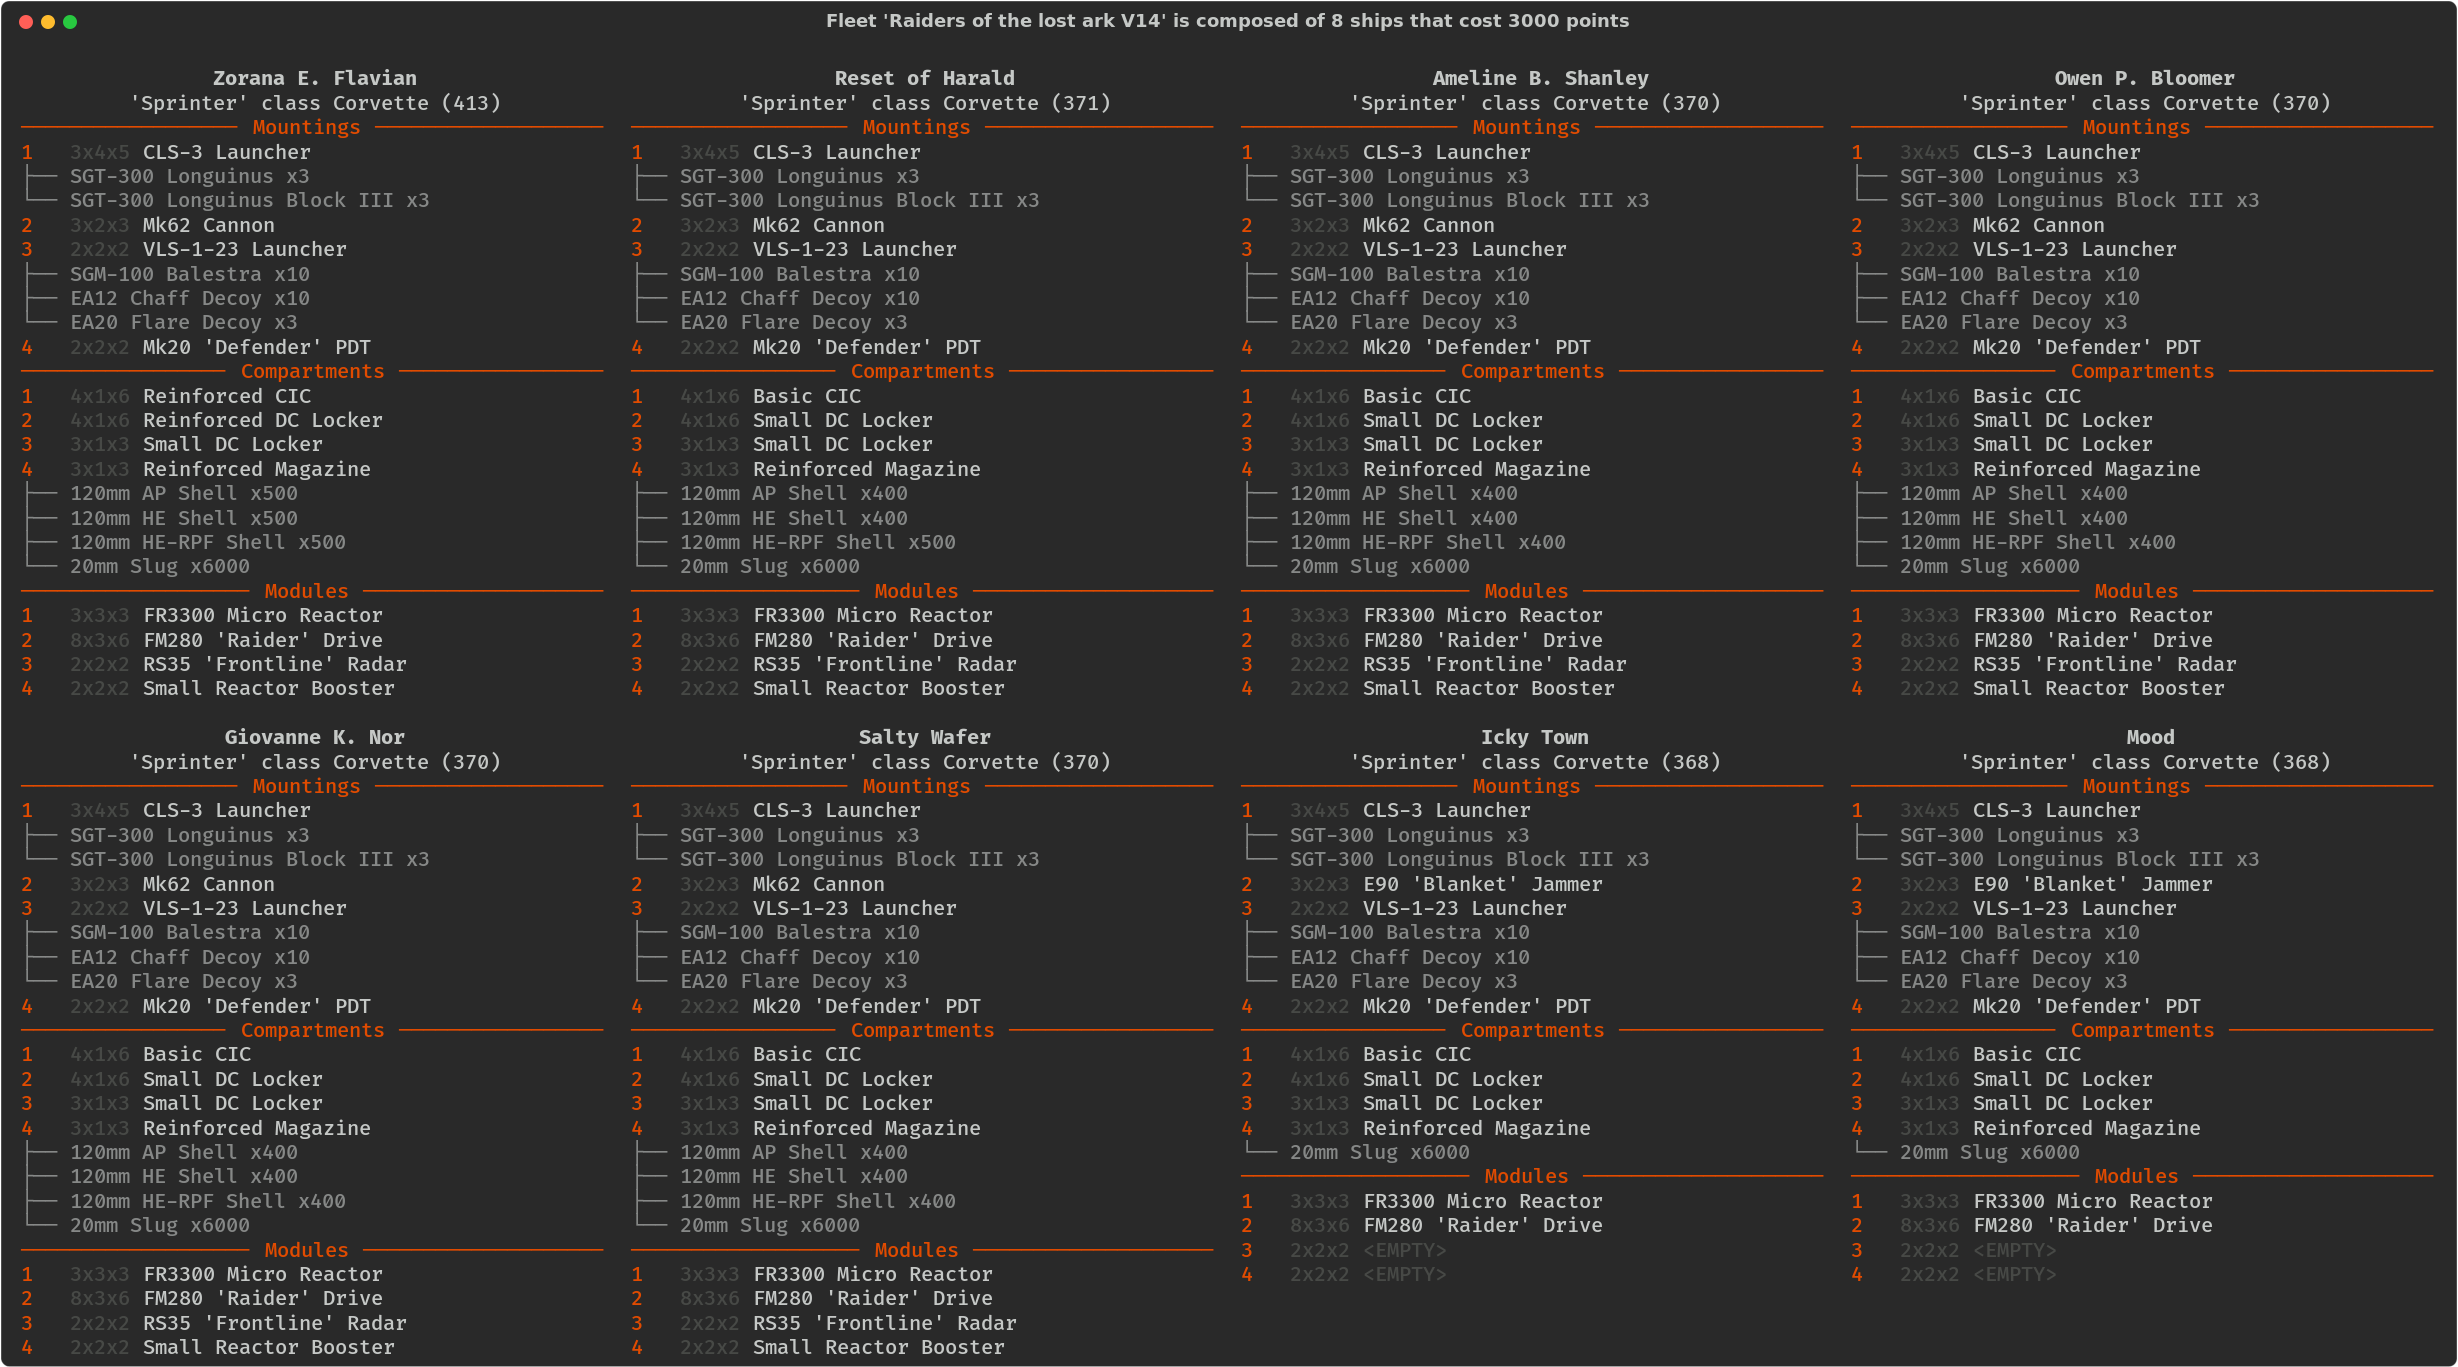 Fleet 'Raiders of the lost ark V14' is composed of 8 ships that cost 3000 points
Zorana E. Flavian
'Sprinter' class Corvette (413)
Mountings
1 3x4x5 CLS-3 Launcher
SGT-300 Longuinus x3
SGT-300 Longuinus Block III x3
2 3x2x3 Mk62 Cannon
3 2x2x2 VLS-1-23 Launcher
SGM-100 Balestra x10
EA12 Chaff Decoy x10
EA20 Flare Decoy x3
4 2x2x2 Mk20 'Defender' PDT
Compartments
1 4x1x6 Reinforced CIC
2 4x1x6 Reinforced DC Locker
3 3x1x3 Small DC Locker
4 3x1x3 Reinforced Magazine
120mm AP Shell x500
120mm HE Shell x500
120mm HE-RPF Shell x500
20mm Slug x6000
Modules
1 3x3x3 FR3300 Micro Reactor
2 8x3x6 FM280 'Raider' Drive
3 2x2x2 RS35 'Frontline' Radar
4 2x2x2 Small Reactor Booster
Reset of Harald
'Sprinter' class Corvette (371)
Mountings
1 3x4x5 CLS-3 Launcher
SGT-300 Longuinus x3
SGT-300 Longuinus Block III x3
2 3x2x3 Mk62 Cannon
3 2x2x2 VLS-1-23 Launcher
SGM-100 Balestra x10
EA12 Chaff Decoy x10
EA20 Flare Decoy x3
4 2x2x2 Mk20 'Defender' PDT
Compartments
1 4x1x6 Basic CIC
2 4x1x6 Small DC Locker
3 3x1x3 Small DC Locker
4 3x1x3 Reinforced Magazine
120mm AP Shell x400
120mm HE Shell x400
120mm HE-RPF Shell x500
20mm Slug x6000
Modules
1 3x3x3 FR3300 Micro Reactor
2 8x3x6 FM280 'Raider' Drive
3 2x2x2 RS35 'Frontline' Radar
4 2x2x2 Small Reactor Booster
Ameline B. Shanley
'Sprinter' class Corvette (370)
Mountings
1 3x4x5 CLS-3 Launcher
SGT-300 Longuinus x3
SGT-300 Longuinus Block III x3
2 3x2x3 Mk62 Cannon
3 2x2x2 VLS-1-23 Launcher
SGM-100 Balestra x10
EA12 Chaff Decoy x10
EA20 Flare Decoy x3
4 2x2x2 Mk20 'Defender' PDT
Compartments
1 4x1x6 Basic CIC
2 4x1x6 Small DC Locker
3 3x1x3 Small DC Locker
4 3x1x3 Reinforced Magazine
120mm AP Shell x400
120mm HE Shell x400
120mm HE-RPF Shell x400
20mm Slug x6000
Modules
1 3x3x3 FR3300 Micro Reactor
2 8x3x6 FM280 'Raider' Drive
3 2x2x2 RS35 'Frontline' Radar
4 2x2x2 Small Reactor Booster
Owen P. Bloomer
'Sprinter' class Corvette (370)
Mountings
1 3x4x5 CLS-3 Launcher
SGT-300 Longuinus x3
SGT-300 Longuinus Block III x3
2 3x2x3 Mk62 Cannon
3 2x2x2 VLS-1-23 Launcher
SGM-100 Balestra x10
EA12 Chaff Decoy x10
EA20 Flare Decoy x3
4 2x2x2 Mk20 'Defender' PDT
Compartments
1 4x1x6 Basic CIC
2 4x1x6 Small DC Locker
3 3x1x3 Small DC Locker
4 3x1x3 Reinforced Magazine
120mm AP Shell x400
120mm HE Shell x400
120mm HE-RPF Shell x400
20mm Slug x6000
Modules
1 3x3x3 FR3300 Micro Reactor
2 8x3x6 FM280 'Raider' Drive
3 2x2x2 RS35 'Frontline' Radar
4 2x2x2 Small Reactor Booster
Giovanne K. Nor
'Sprinter' class Corvette (370)
Mountings
1 3x4x5 CLS-3 Launcher
SGT-300 Longuinus x3
SGT-300 Longuinus Block III x3
2 3x2x3 Mk62 Cannon
3 2x2x2 VLS-1-23 Launcher
SGM-100 Balestra x10
EA12 Chaff Decoy x10
EA20 Flare Decoy x3
4 2x2x2 Mk20 'Defender' PDT
Compartments
1 4x1x6 Basic CIC
2 4x1x6 Small DC Locker
3 3x1x3 Small DC Locker
4 3x1x3 Reinforced Magazine
120mm AP Shell x400
120mm HE Shell x400
120mm HE-RPF Shell x400
20mm Slug x6000
Modules
1 3x3x3 FR3300 Micro Reactor
2 8x3x6 FM280 'Raider' Drive
3 2x2x2 RS35 'Frontline' Radar
4 2x2x2 Small Reactor Booster
Salty Wafer
'Sprinter' class Corvette (370)
Mountings
1 3x4x5 CLS-3 Launcher
SGT-300 Longuinus x3
SGT-300 Longuinus Block III x3
2 3x2x3 Mk62 Cannon
3 2x2x2 VLS-1-23 Launcher
SGM-100 Balestra x10
EA12 Chaff Decoy x10
EA20 Flare Decoy x3
4 2x2x2 Mk20 'Defender' PDT
Compartments
1 4x1x6 Basic CIC
2 4x1x6 Small DC Locker
3 3x1x3 Small DC Locker
4 3x1x3 Reinforced Magazine
120mm AP Shell x400
120mm HE Shell x400
120mm HE-RPF Shell x400
20mm Slug x6000
Modules
1 3x3x3 FR3300 Micro Reactor
2 8x3x6 FM280 'Raider' Drive
3 2x2x2 RS35 'Frontline' Radar
4 2x2x2 Small Reactor Booster
Icky Town
'Sprinter' class Corvette (368)
Mountings
1 3x4x5 CLS-3 Launcher
SGT-300 Longuinus x3
SGT-300 Longuinus Block III x3
2 3x2x3 E90 'Blanket' Jammer
3 2x2x2 VLS-1-23 Launcher
SGM-100 Balestra x10
EA12 Chaff Decoy x10
EA20 Flare Decoy x3
4 2x2x2 Mk20 'Defender' PDT
Compartments
1 4x1x6 Basic CIC
2 4x1x6 Small DC Locker
3 3x1x3 Small DC Locker
4 3x1x3 Reinforced Magazine
20mm Slug x6000
Modules
1 3x3x3 FR3300 Micro Reactor
2 8x3x6 FM280 'Raider' Drive
3 2x2x2 <EMPTY>
4 2x2x2 <EMPTY>
Mood
'Sprinter' class Corvette (368)
Mountings
1 3x4x5 CLS-3 Launcher
SGT-300 Longuinus x3
SGT-300 Longuinus Block III x3
2 3x2x3 E90 'Blanket' Jammer
3 2x2x2 VLS-1-23 Launcher
SGM-100 Balestra x10
EA12 Chaff Decoy x10
EA20 Flare Decoy x3
4 2x2x2 Mk20 'Defender' PDT
Compartments
1 4x1x6 Basic CIC
2 4x1x6 Small DC Locker
3 3x1x3 Small DC Locker
4 3x1x3 Reinforced Magazine
20mm Slug x6000
Modules
1 3x3x3 FR3300 Micro Reactor
2 8x3x6 FM280 'Raider' Drive
3 2x2x2 <EMPTY>
4 2x2x2 <EMPTY>